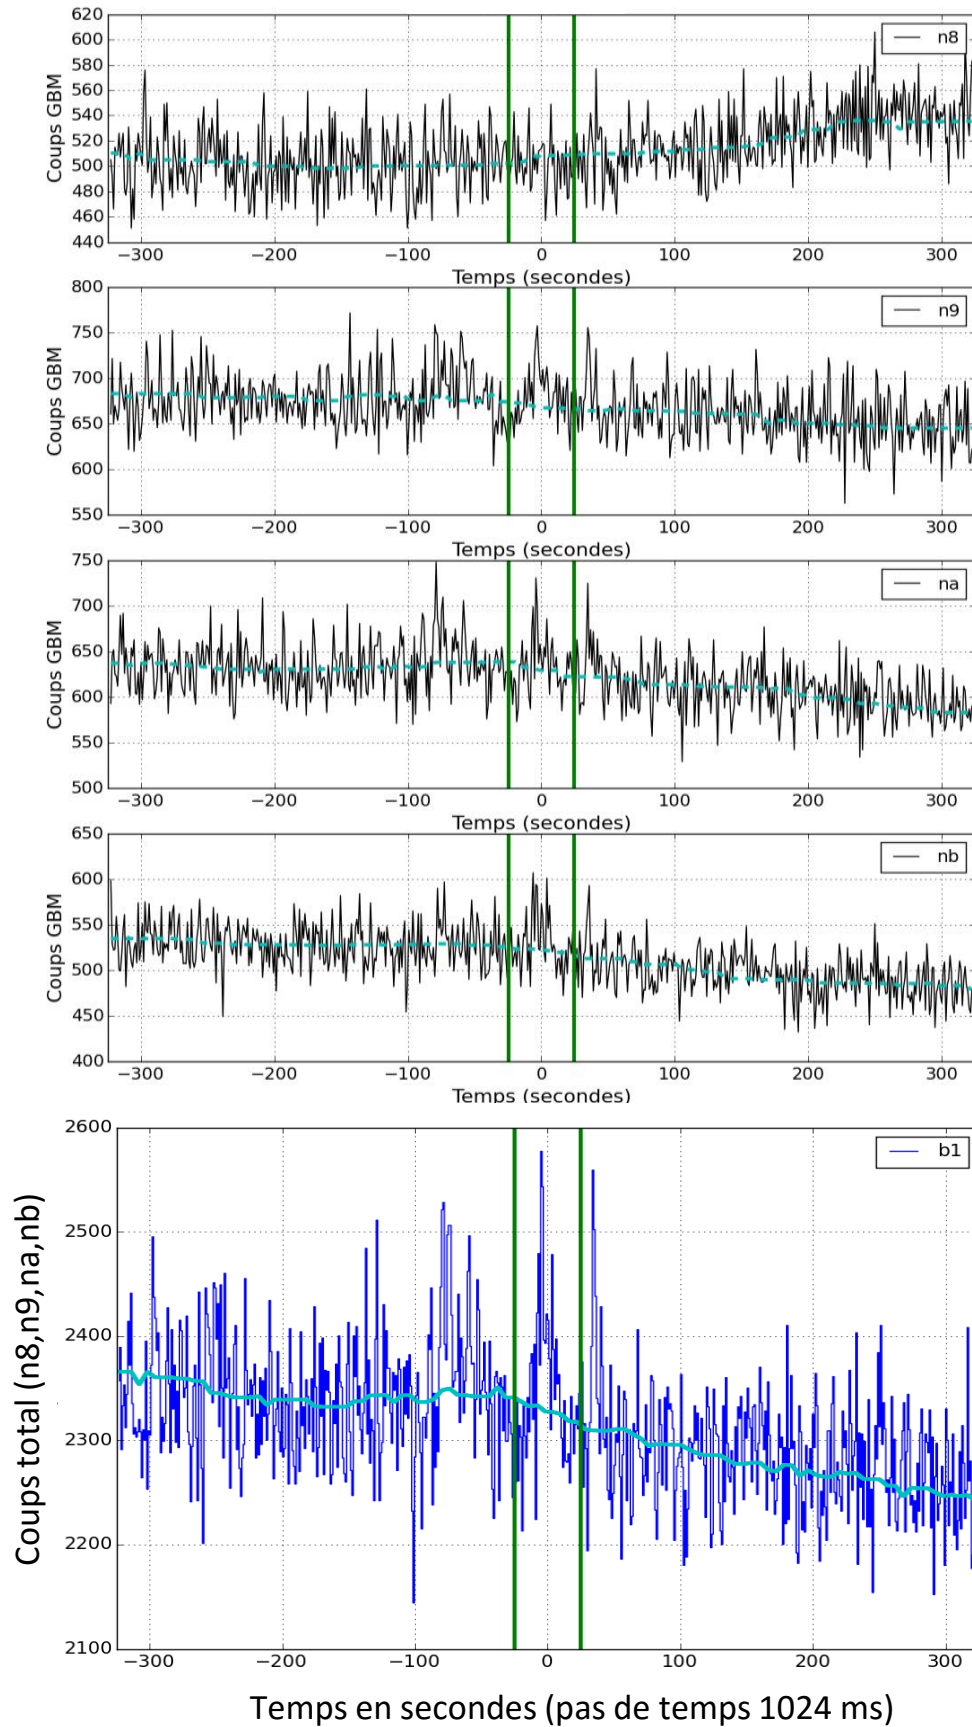 620
600
580
560
540
520
500
480
460
440
Coups GBM
n8
−300 −200 −100 0 100 200 300
Temps (secondes)
800
750
700
650
600
550
Coups GBM
n9
−300 −200 −100 0 100 200 300
Temps (secondes)
750
700
650
600
550
500
Coups GBM
na
−300 −200 −100 0 100 200 300
Temps (secondes)
650
600
550
500
450
400
Coups GBM
nb
−300 −200 −100 0 100 200 300
Temps (secondes)
2600
2500
2400
2300
2200
2100
Coups total (n8,n9,na,nb)
b1
−300 −200 −100 0 100 200 300
Temps en secondes (pas de temps 1024 ms)